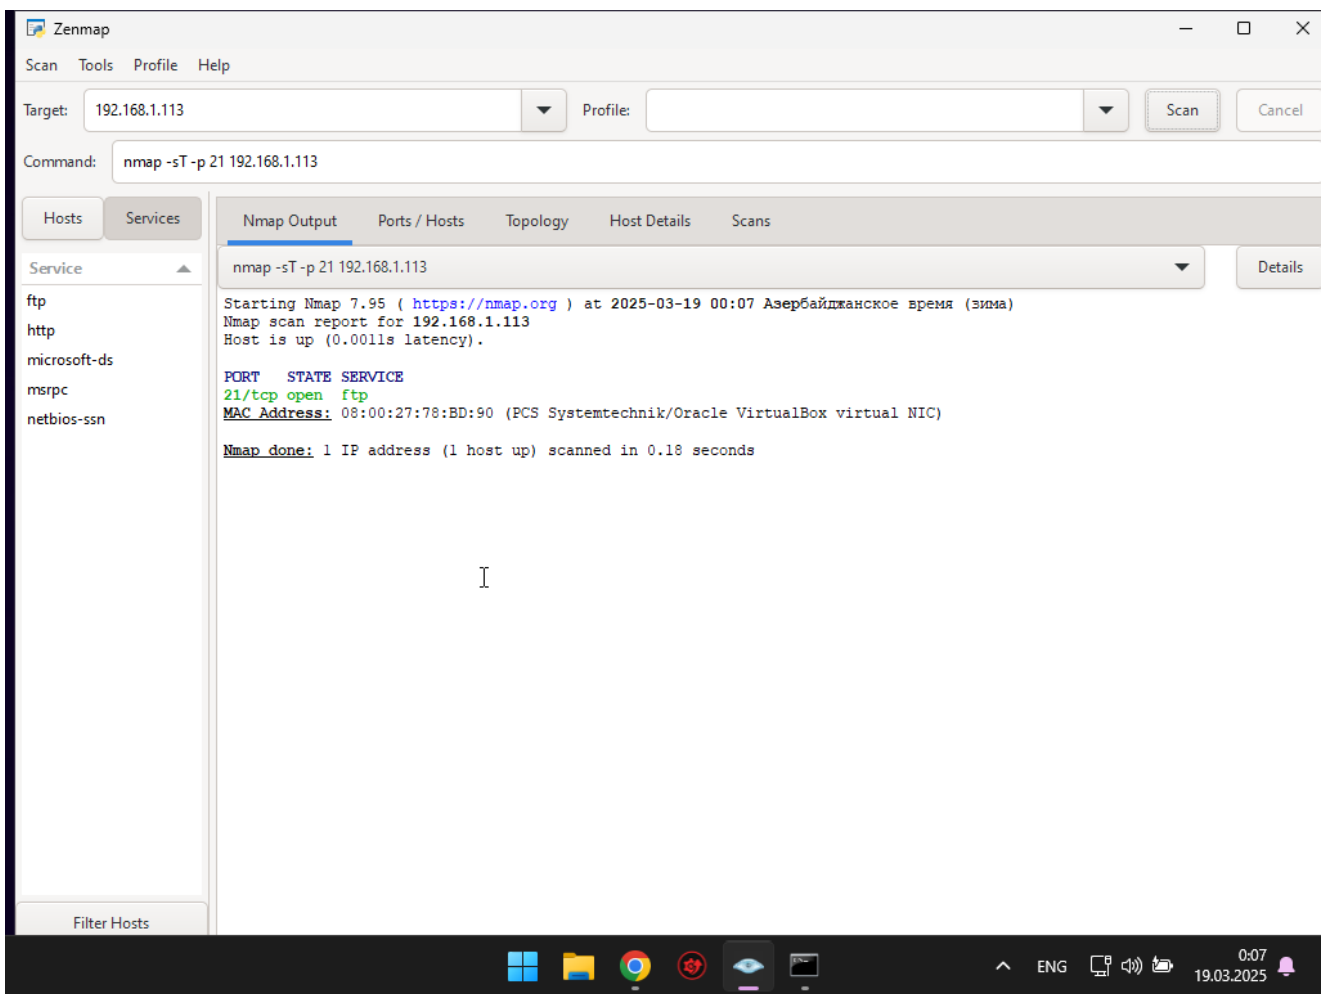 Zenmap
Scan Tools Profile Help
Target: 192.168.1.113 Profile: Scan Cancel
Command: nmap -sT -p 21 192.168.1.113
Hosts Services
Nmap Output Ports / Hosts Topology Host Details Scans
Service
nmap -sT -p 21 192.168.1.113 Details
ftp
http
microsoft-ds
msrpc
netbios-ssn
Starting Nmap 7.95 ( https://nmap.org ) at 2025-03-19 00:07 Азербайджанское время (зима)
Nmap scan report for 192.168.1.113
Host is up (0.0011s latency).
PORT STATE SERVICE
21/tcp open ftp
MAC Address: 08:00:27:78:BD:90 (PCS Systemtechnik/Oracle VirtualBox virtual NIC)
Nmap done: 1 IP address (1 host up) scanned in 0.18 seconds
Filter Hosts
ENG
0:07
19.03.2025